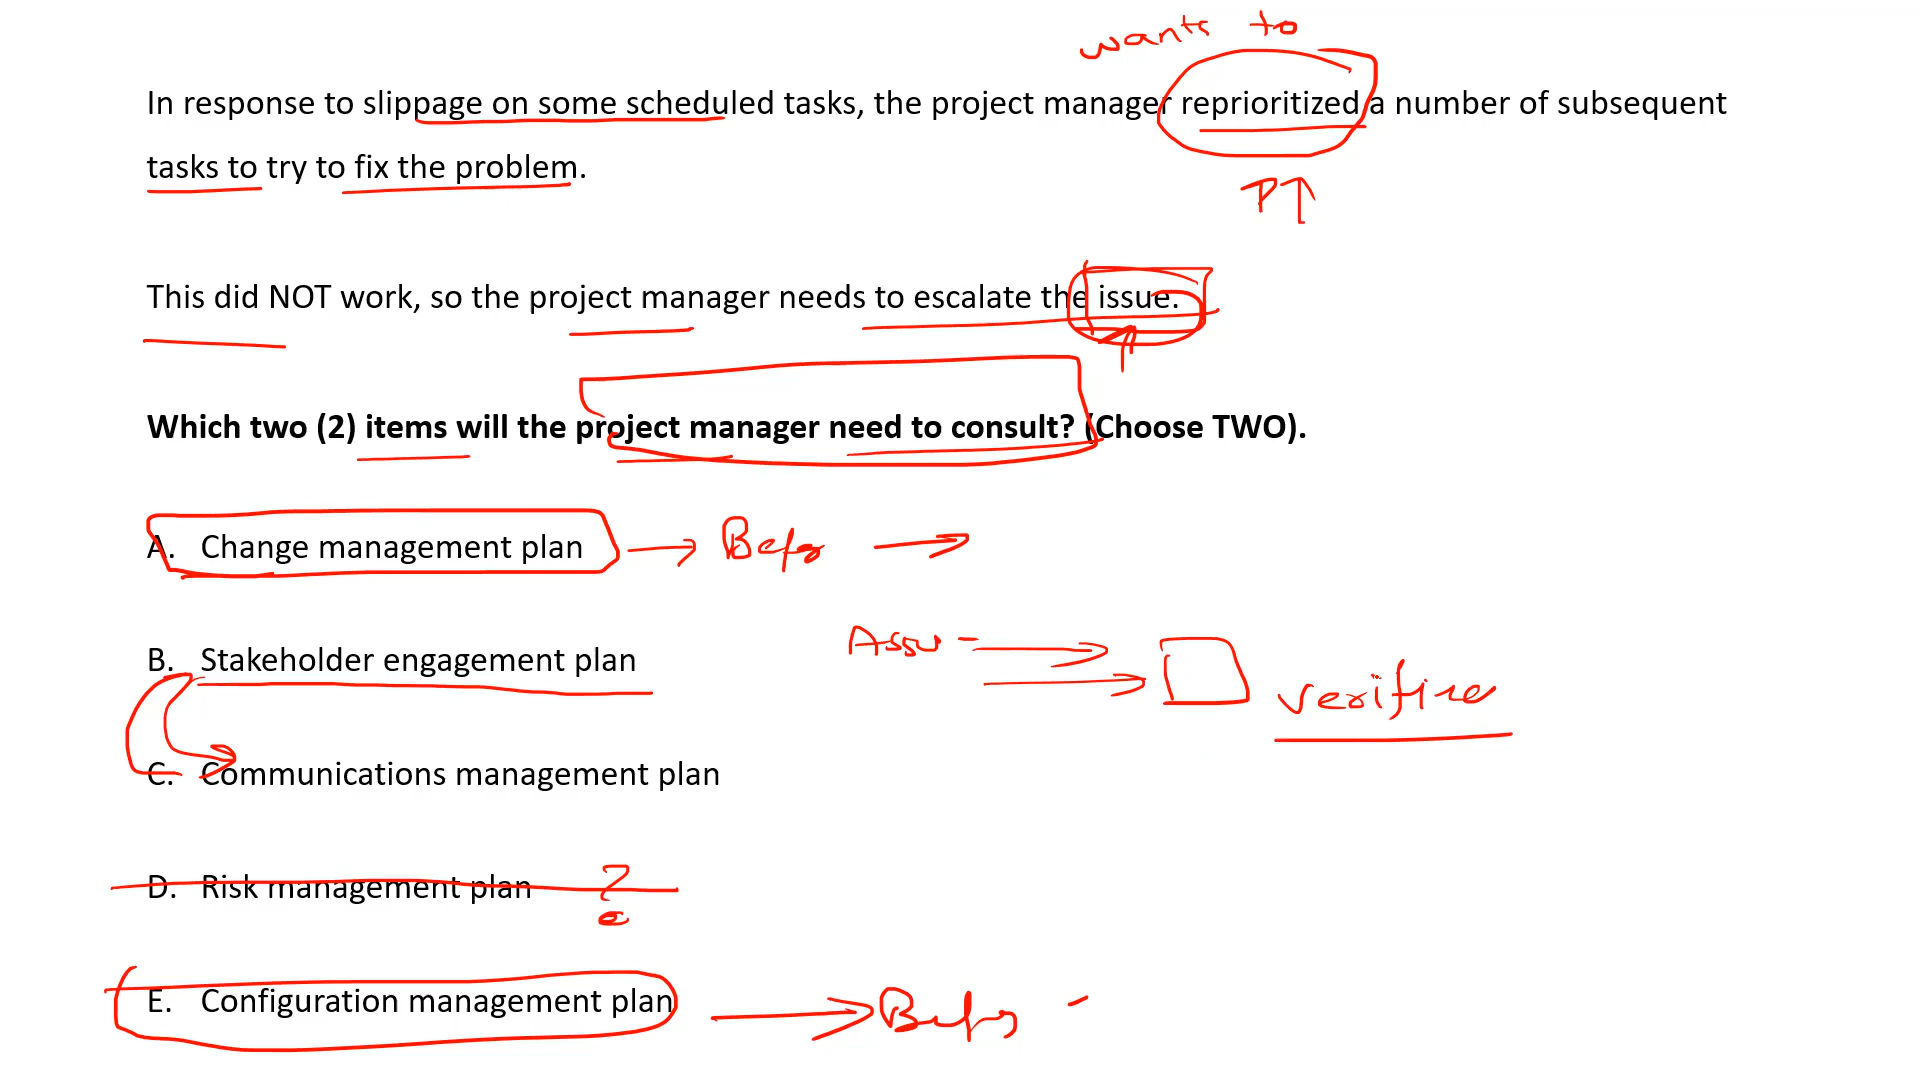 wants to
In response to slippage on some scheduled tasks, the project manager reprioritized a number of subsequent
tasks to try to fix the problem.
P↑
This did NOT work, so the project manager needs to escalate the issue.
Which two (2) items will the project manager need to consult? (Choose TWO).
A. Change management plan
B. Stakeholder engagement plan
Assu
C. Communications management plan
D. Risk management plan ?
E. Configuration management plan